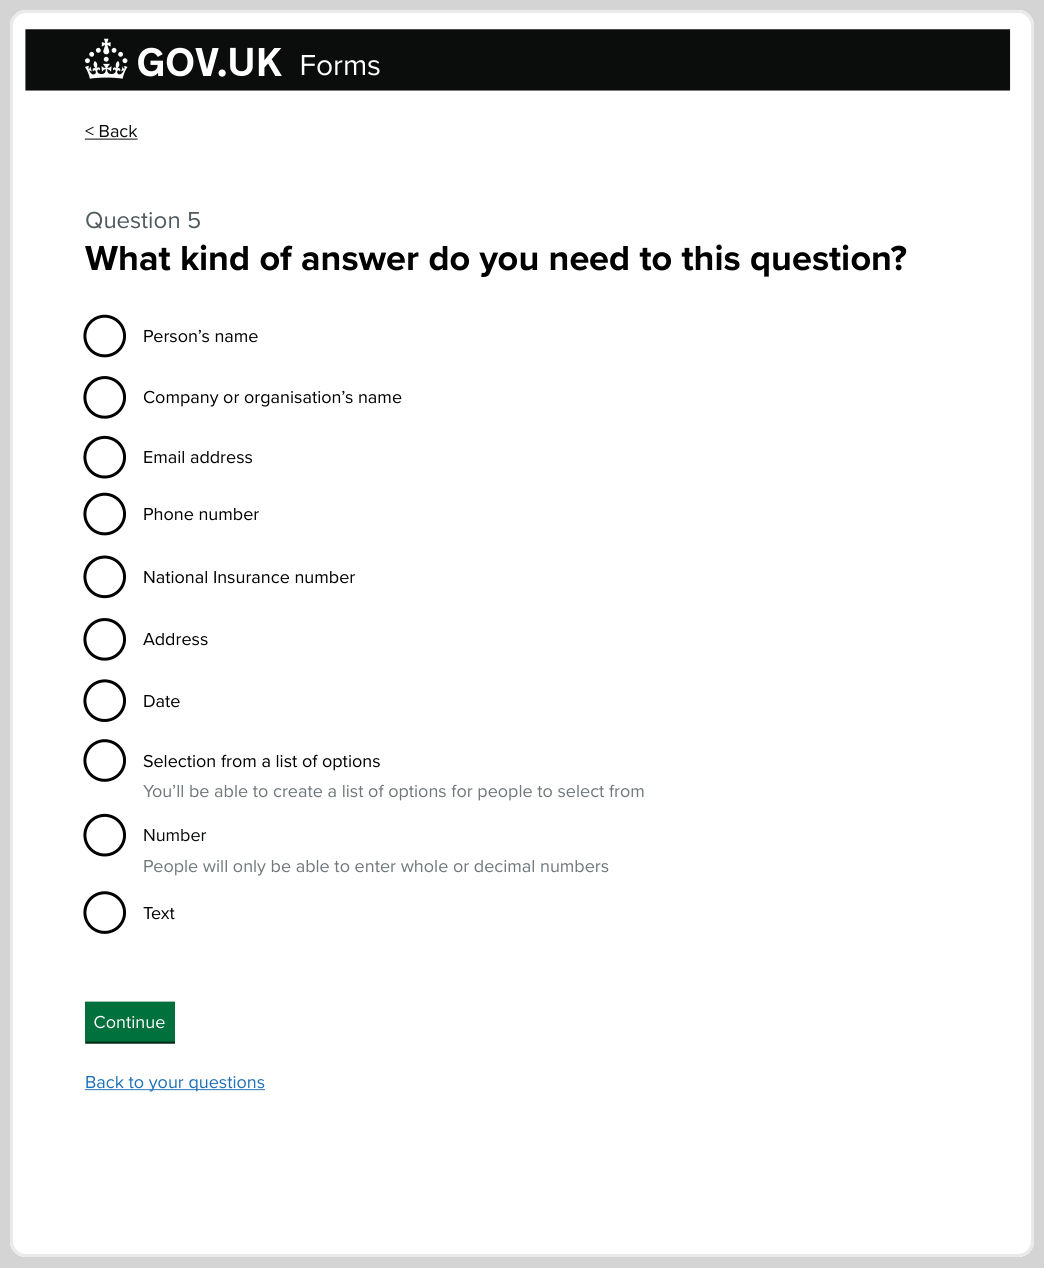 GOV.UK Forms
< Back
Question 5
What kind of answer do you need to this question?
Person’s name
Company or organisation’s name
Email address
Phone number
National Insurance number
Address
Date
Selection from a list of options
You’ll be able to create a list of options for people to select from
Number
People will only be able to enter whole or decimal numbers
Text
Continue
Back to your questions